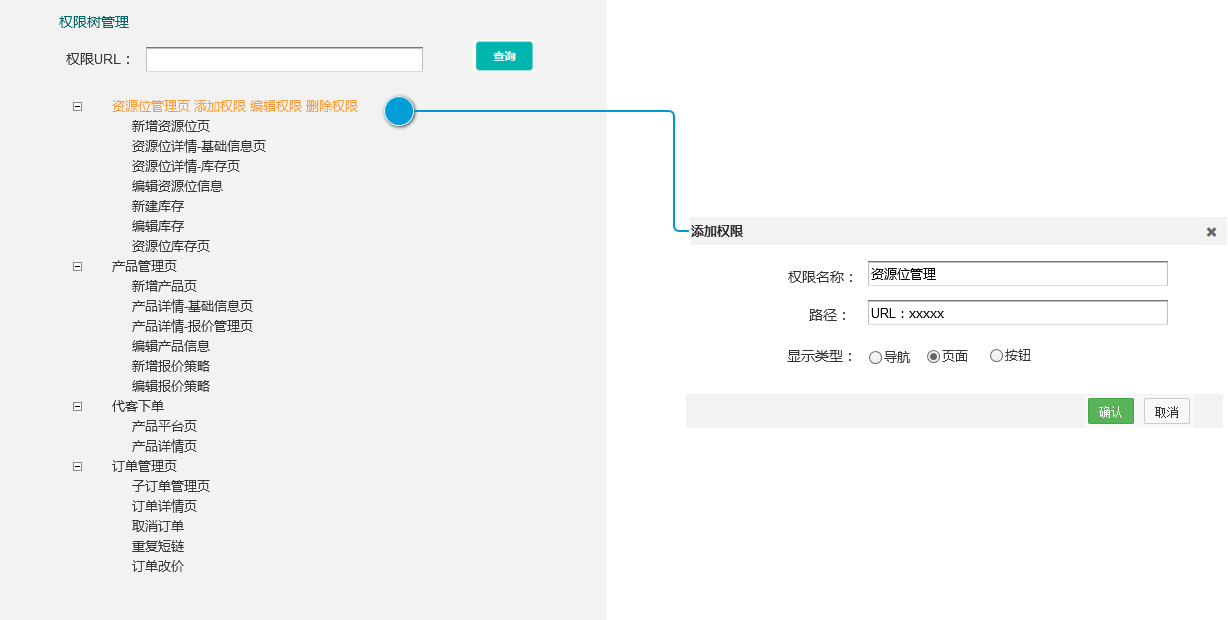 权限树管理
权限URL：
查询
资源位管理页 添加权限 编辑权限 删除权限
新增资源位页
资源位详情-基础信息页
资源位详情-库存页
编辑资源位信息
新建库存
编辑库存
资源位库存页
产品管理页
新增产品页
产品详情-基础信息页
产品详情-报价管理页
编辑产品信息
新增报价策略
编辑报价策略
代客下单
产品平台页
产品详情页
订单管理页
子订单管理页
订单详情页
取消订单
重复短链
订单改价
添加权限
权限名称： 资源位管理
路径： URL：xxxxx
显示类型： 导航 页面 按钮
确认 取消